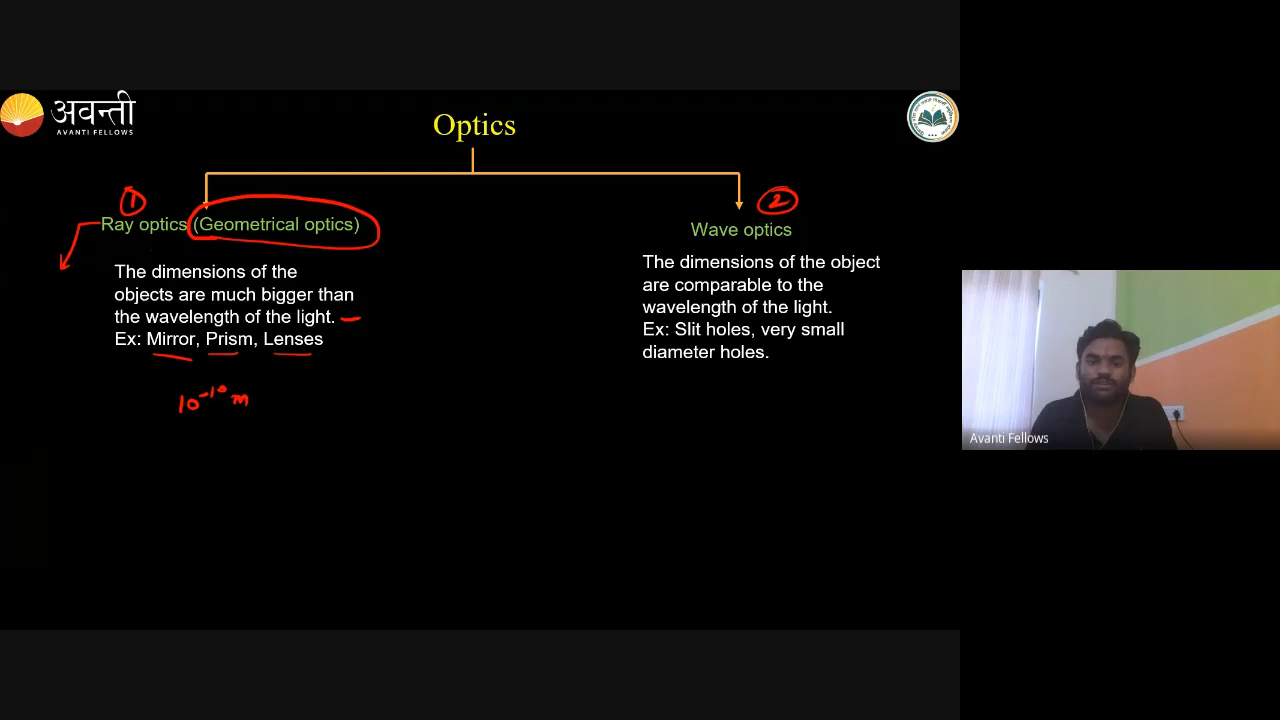 अवन्ती
AVANTI FELLOWS
Optics
1
Ray optics (Geometrical optics)
The dimensions of the
objects are much bigger than
the wavelength of the light.
Ex: Mirror, Prism, Lenses
10⁻¹⁰ m
2
Wave optics
The dimensions of the object
are comparable to the
wavelength of the light.
Ex: Slit holes, very small
diameter holes.
Avanti Fellows